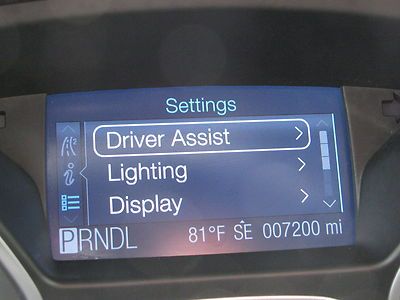 Settings
Driver Assist
Lighting
Display
PRNDL 81°F SE 007200 mi